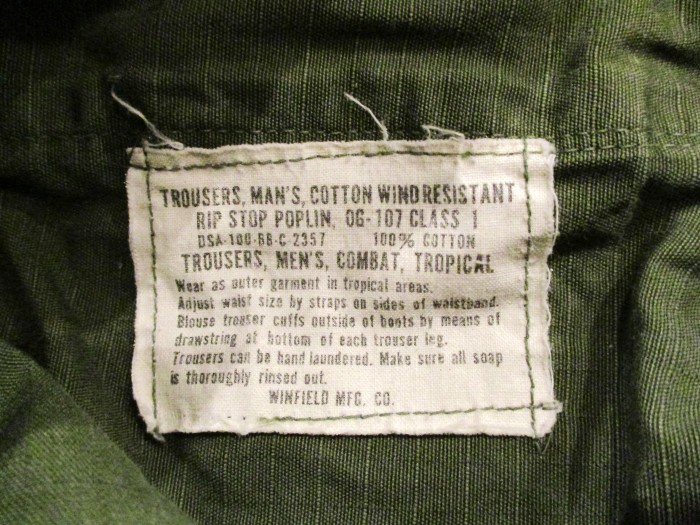 TROUSERS, MAN'S, COTTON WINDRESISTANT
RIP STOP POPLIN, OG-107 CLASS 1
DSA-100-68-C-2357 100% COTTON
TROUSERS, MEN'S, COMBAT, TROPICAL
Wear as outer garment in tropical areas.
Adjust waist size by straps on sides of waistband.
Blouse trouser cuffs outside of boots by means of
drawstring at bottom of each trouser leg.
Trousers can be hand laundered. Make sure all soap
is thoroughly rinsed out.
WINFIELD MFG. CO.